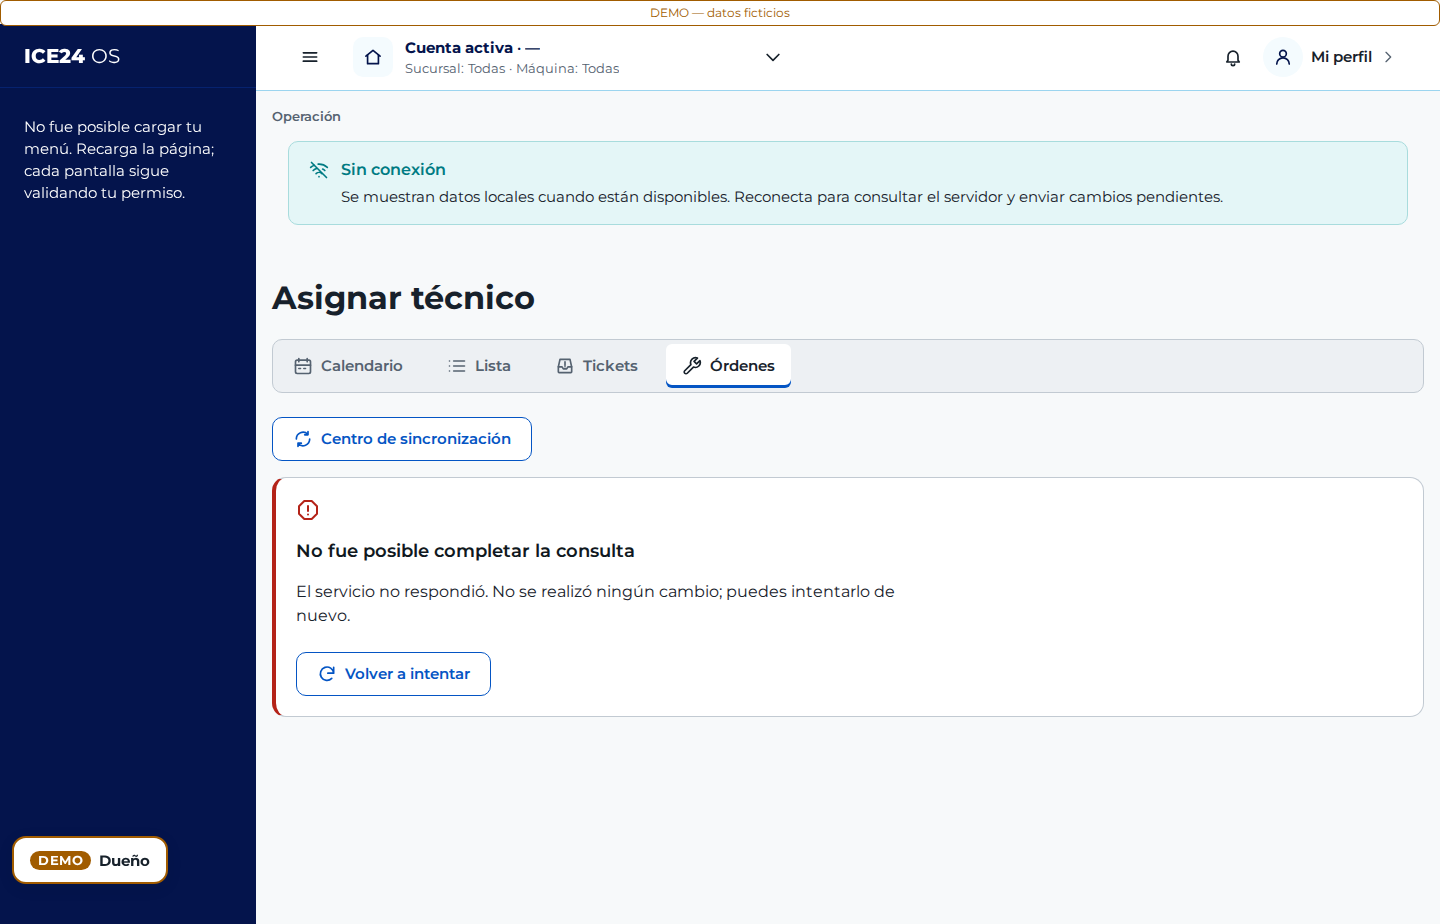 DEMO — datos ficticios
ICE24 OS
No fue posible cargar tu
menú. Recarga la página;
cada pantalla sigue
validando tu permiso.
DEMO Dueño
Cuenta activa · —
Sucursal: Todas · Máquina: Todas
Mi perfil
Operación
Sin conexión
Se muestran datos locales cuando están disponibles. Reconecta para consultar el servidor y enviar cambios pendientes.
Asignar técnico
Calendario Lista Tickets Órdenes
Centro de sincronización
No fue posible completar la consulta
El servicio no respondió. No se realizó ningún cambio; puedes intentarlo de
nuevo.
Volver a intentar